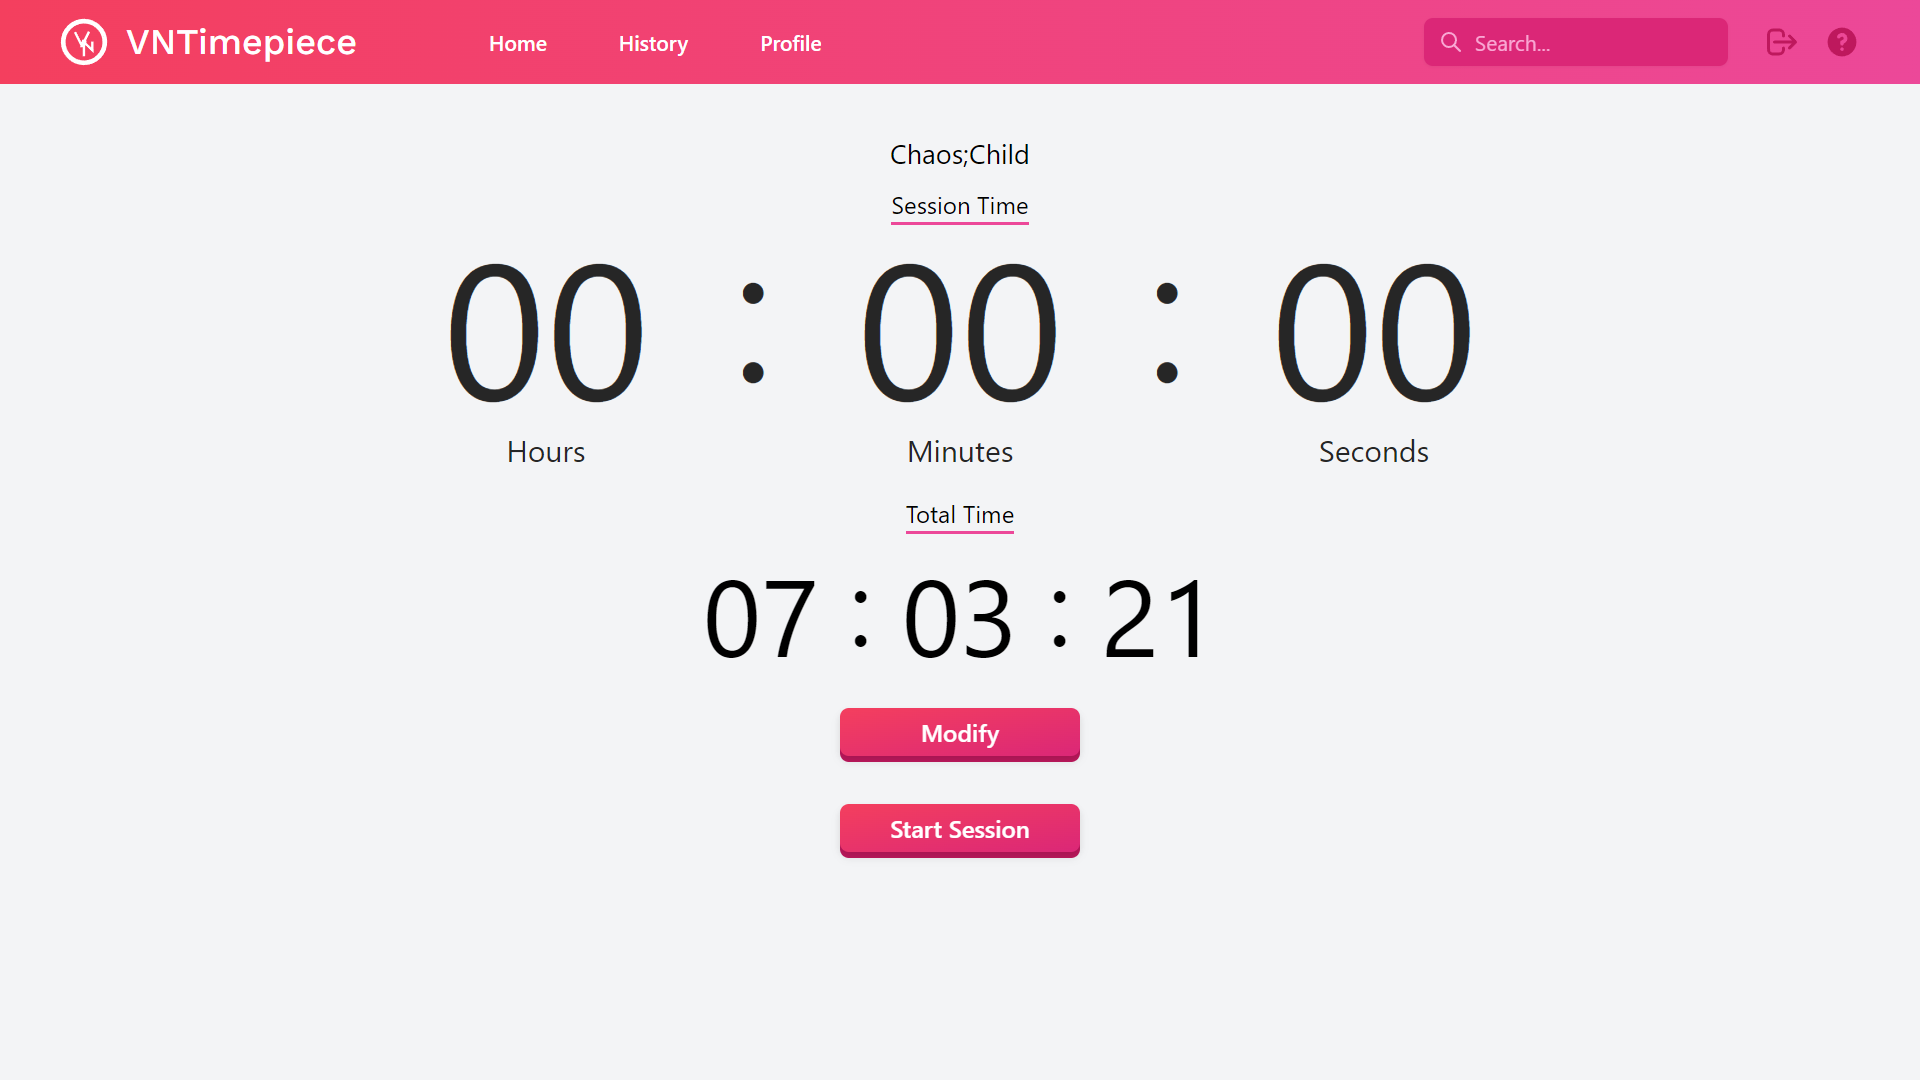 VNTimepiece Home History Profile Search... ?
Chaos;Child
Session Time
00 : 00 : 00
Hours Minutes Seconds
Total Time
07 : 03 : 21
Modify
Start Session